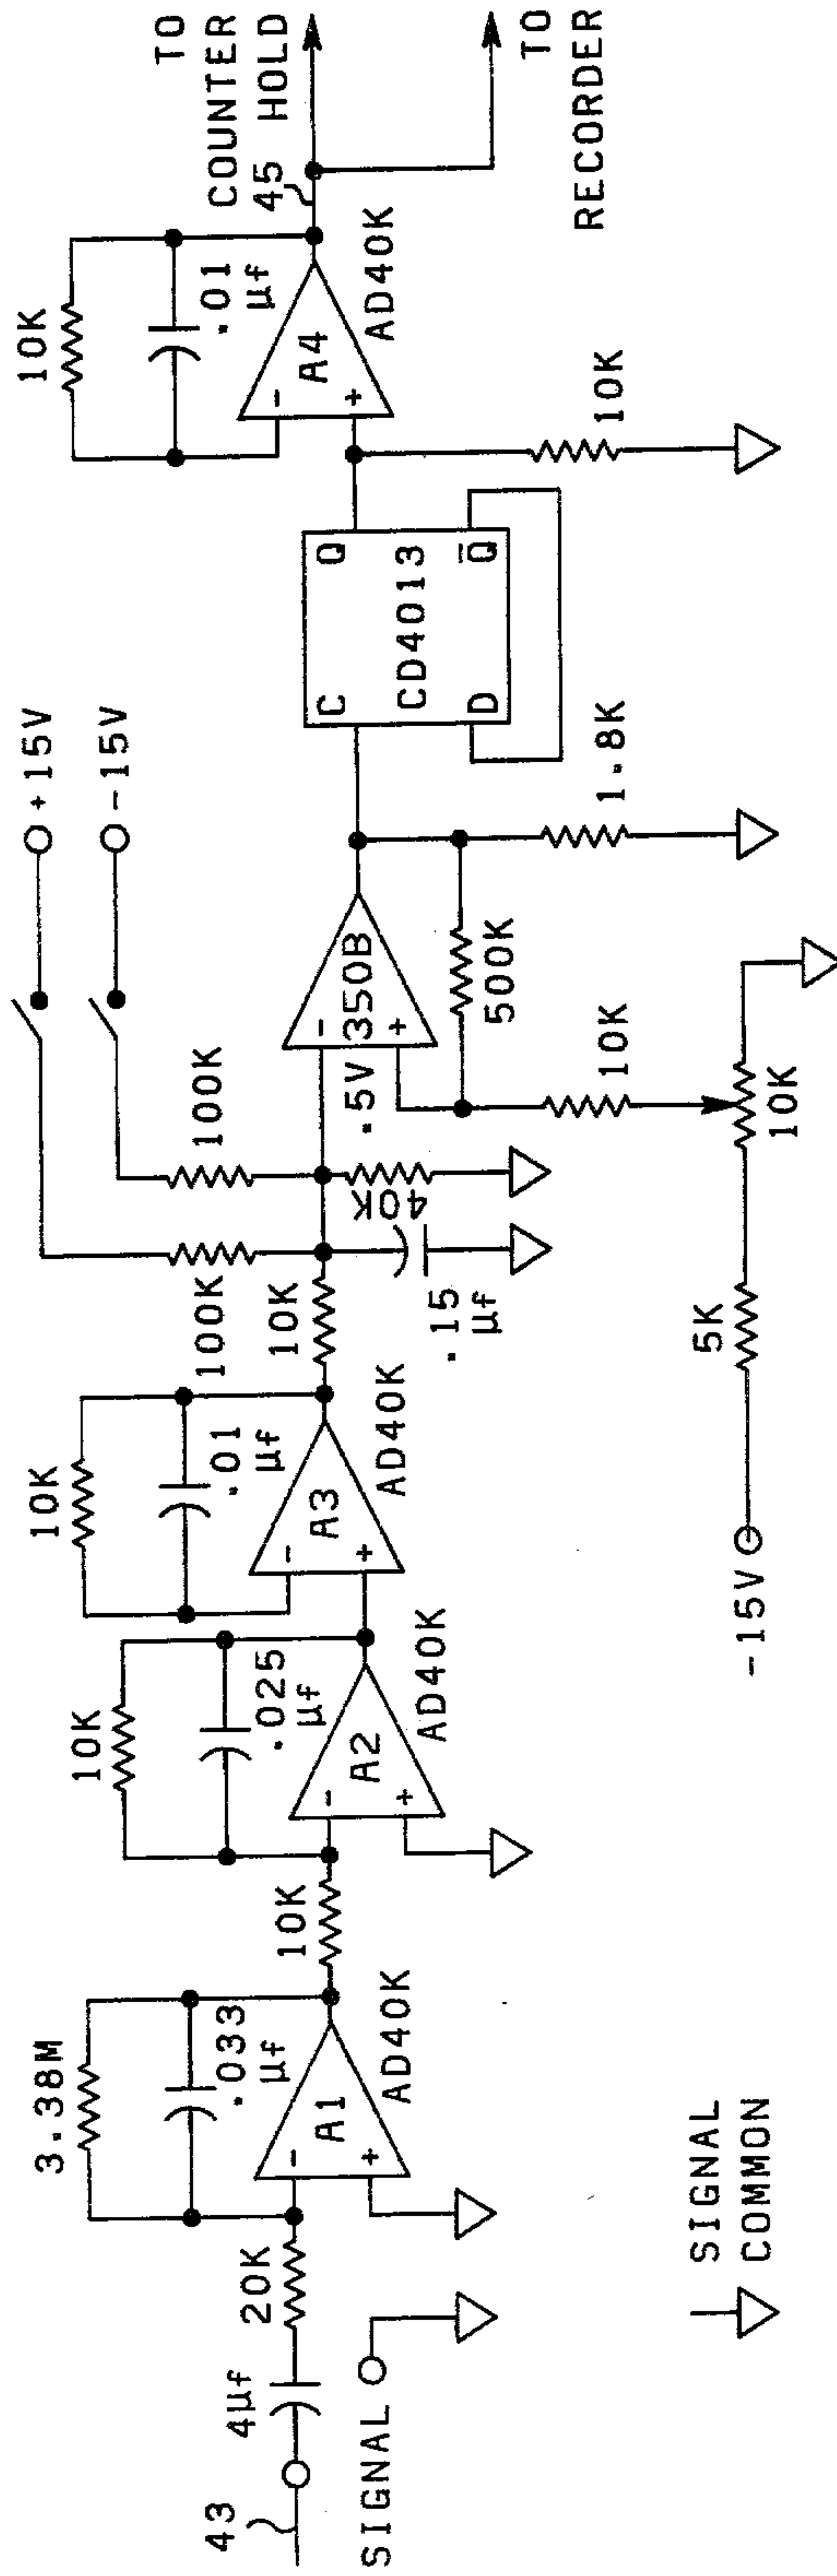 43
4µf
SIGNAL
20K
3.38M
.033
µf
-
+
A1
AD40K
10K
10K
.025
µf
-
+
A2
AD40K
10K
.01
µf
-
+
A3
AD40K
100K
10K
.15
µf
100K
40K
+15V
-15V
.5V
-
+
350B
500K
10K
10K
5K
-15V
1.8K
C
Q
CD4013
D
Q̅
10K
10K
.01
µf
-
+
A4
AD40K
45
TO
COUNTER
HOLD
TO
RECORDER
SIGNAL
COMMON